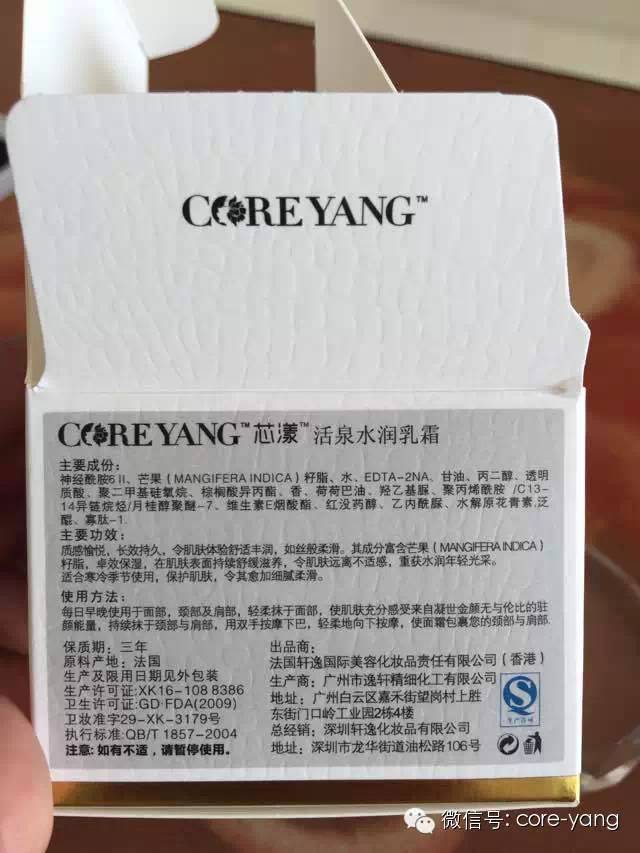 COREYANG™
COREYANG™ 芯漾™ 活泉水润乳霜
主要成份：
神经酰胺6 II、芒果（MANGIFERA INDICA）籽脂、水、EDTA-2NA、甘油、丙二醇、透明
质酸、聚二甲基硅氧烷、棕榈酸异丙酯、香、荷荷巴油、羟乙基脲、聚丙烯酰胺 /C13-
14异链烷烃/月桂醇聚醚-7、维生素E烟酸酯、红没药醇、乙内酰脲、水解原花青素,泛
醌、寡肽-1.
主要功效：
质感愉悦，长效持久，令肌肤体验舒适丰润，如丝般柔滑。其成分富含芒果（MANGIFERA INDICA）
籽脂，卓效保湿，在肌肤表面持续舒缓滋养，令肌肤远离不适感，重获水润年轻光采。
适合寒冷季节使用，保护肌肤，令其愈加细腻柔滑。
使用方法：
每日早晚使用于面部，颈部及肩部，轻柔抹于面部，使肌肤充分感受来自凝世金颜无与伦比的驻
颜能量，持续抹于颈部与肩部，用双手按摩下巴，轻柔地向下按摩，使面霜包裹您的颈部与肩部.
保质期：三年
原料产地：法国
生产及限用日期见外包装
生产许可证:XK16-108 8386
卫生许可证:GD·FDA(2009)
卫妆准字29-XK-3179号
执行标准:QB/T 1857-2004
注意: 如有不适，请暂停使用。
出品商：
法国轩逸国际美容化妆品责任有限公司（香港）
生产商：广州市逸轩精细化工有限公司
地址：广州白云区嘉禾街望岗村上胜
东街门口岭工业园2栋4楼
总经销：深圳轩逸化妆品有限公司
地址：深圳市龙华街道油松路106号
生产许可
微信号: core-yang